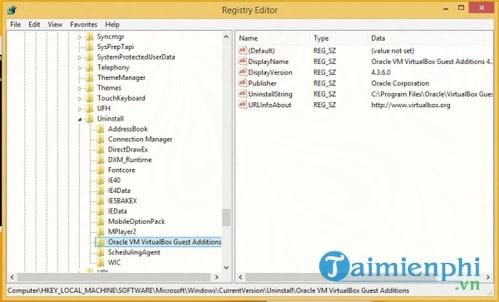 Registry Editor
File Edit View Favorites Help
Syncmgr
SysPrepTapi
SystemProtectedUserData
Telephony
ThemeManager
Themes
TouchKeyboard
UFH
Uninstall
AddressBook
Connection Manager
DirectDrawEx
DXM_Runtime
Fontcore
IE40
IE4Data
IE5BAKEX
IEData
MobileOptionPack
MPlayer2
Oracle VM VirtualBox Guest Additions
SchedulingAgent
WIC
Name Type Data
(Default) REG_SZ (value not set)
DisplayName REG_SZ Oracle VM VirtualBox Guest Additions 4.
DisplayVersion REG_SZ 4.3.6.0
Publisher REG_SZ Oracle Corporation
UninstallString REG_SZ C:\Program Files\Oracle\VirtualBox Guest
URLInfoAbout REG_SZ http://www.virtualbox.org
Taimienphi
.vn
Computer\HKEY_LOCAL_MACHINE\SOFTWARE\Microsoft\Windows\CurrentVersion\Uninstall\Oracle VM VirtualBox Guest Additions